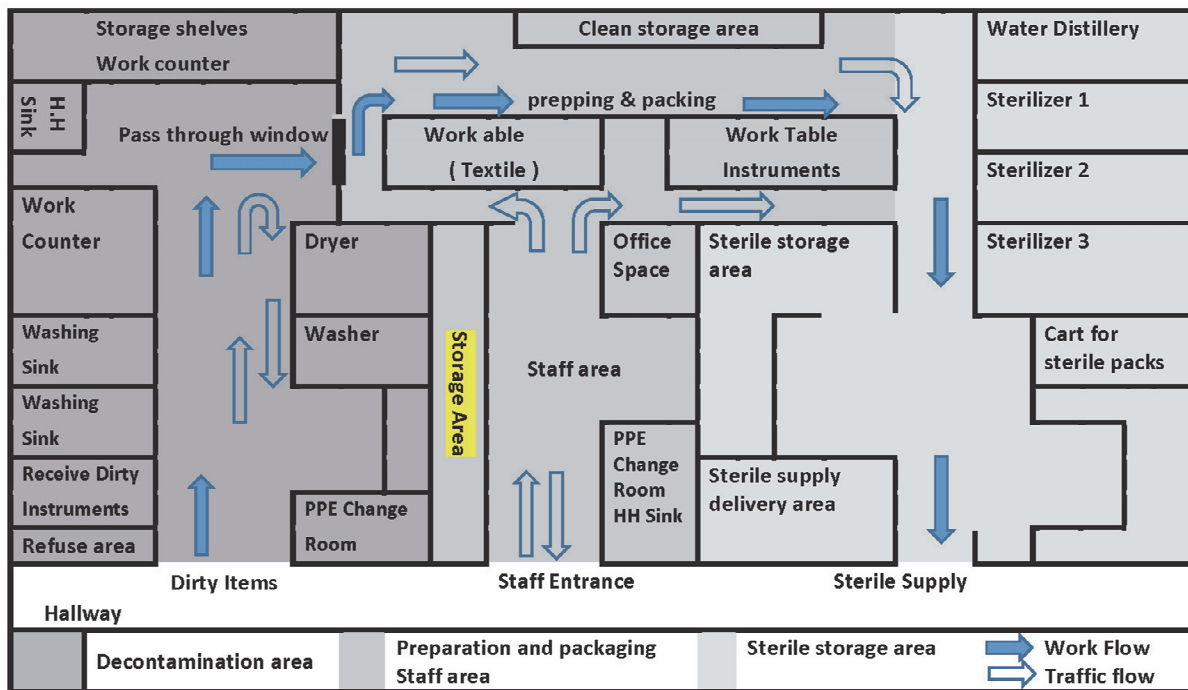 Storage shelves
Work counter
Clean storage area
Water Distillery
H.H
Sink
Sterilizer 1
prepping & packing
Pass through window
Work able
( Textile )
Work Table
Instruments
Sterilizer 2
Work
Counter
Dryer
Office
Space
Sterile storage
area
Sterilizer 3
Washing
Sink
Washer
Storage Area
Staff area
Cart for
sterile packs
Washing
Sink
PPE
Change
Room
HH Sink
Receive Dirty
Instruments
Sterile supply
delivery area
PPE Change
Room
Refuse area
Dirty Items
Staff Entrance
Sterile Supply
Hallway
Decontamination area
Preparation and packaging
Staff area
Sterile storage area
Work Flow
Traffic flow